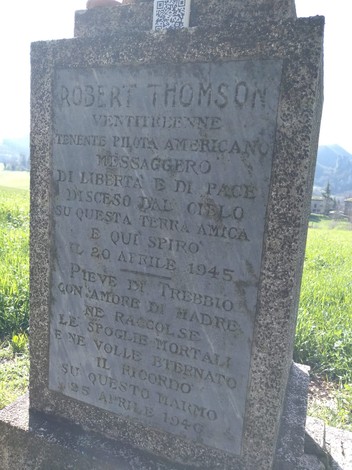 ROBERT THOMSON
VENTITREENNE
TENENTE PILOTA AMERICANO
MESSAGGERO
DI LIBERTÀ E DI PACE
DISCESO DAL CIELO
SU QUESTA TERRA AMICA
E QUI SPIRÒ
IL 20 APRILE 1945
PIEVE DI TREBBIO
CON AMORE DI MADRE
NE RACCOLSE
LE SPOGLIE MORTALI
E NE VOLLE ETERNATO
IL RICORDO
SU QUESTO MARMO
25 APRILE 1946